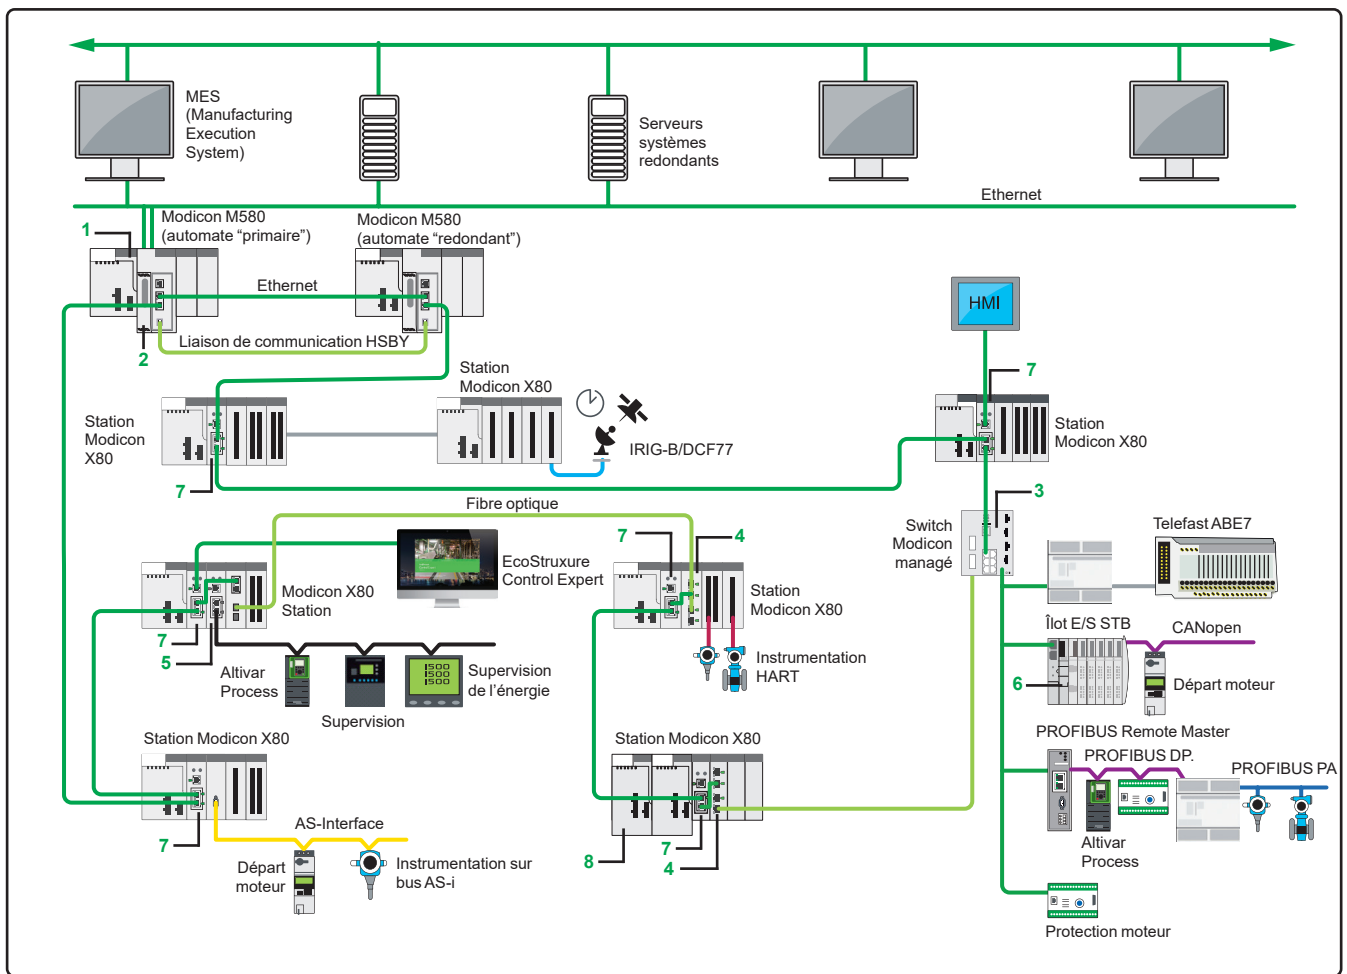 MES
(Manufacturing
Execution
System)
Serveurs
systèmes
redondants
Ethernet
Modicon M580
(automate “primaire”)
Modicon M580
(automate “redondant”)
1
Ethernet
HMI
Liaison de communication HSBY
2
Station
Modicon X80
7
Station
Modicon
X80
IRIG-B/DCF77
Station
Modicon X80
7
Fibre optique
3
Switch
Modicon
managé
Telefast ABE7
EcoStruxure
Control Expert
7
4
Modicon X80
Station
Station
Modicon X80
7
5
Altivar
Process
1500
1500
1500
Supervision
de l'énergie
Supervision
Instrumentation
HART
Îlot E/S STB
CANopen
6
Départ moteur
PROFIBUS Remote Master
PROFIBUS DP.
PROFIBUS PA
Altivar
Process
Station Modicon X80
Station Modicon X80
7
AS-Interface
Départ
moteur
Instrumentation sur
bus AS-i
8
7
4
Protection moteur